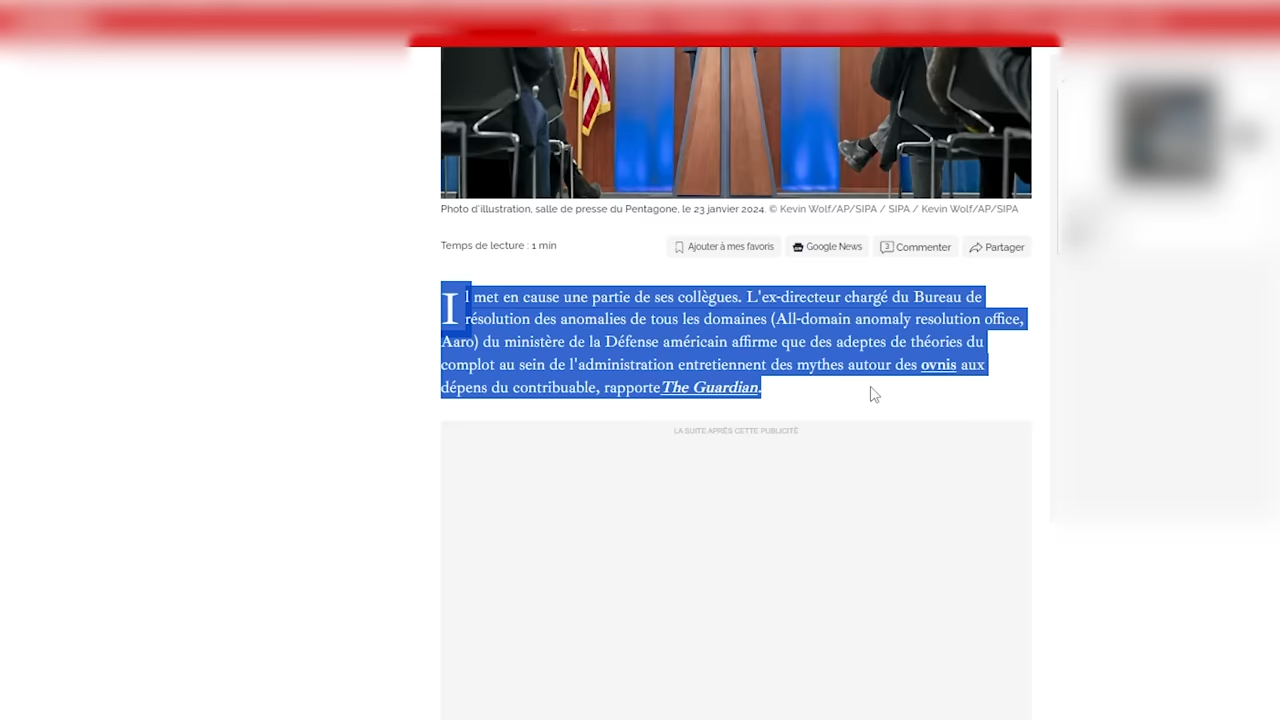 Photo d'illustration, salle de presse du Pentagone, le 23 janvier 2024. © Kevin Wolf/AP/SIPA / SIPA / Kevin Wolf/AP/SIPA
Temps de lecture : 1 min
Ajouter à mes favoris
Google News
3 Commenter
Partager
Il met en cause une partie de ses collègues. L'ex-directeur chargé du Bureau de
résolution des anomalies de tous les domaines (All-domain anomaly resolution office,
Aaro) du ministère de la Défense américain affirme que des adeptes de théories du
complot au sein de l'administration entretiennent des mythes autour des ovnis aux
dépens du contribuable, rapporteThe Guardian.
LA SUITE APRÈS CETTE PUBLICITÉ